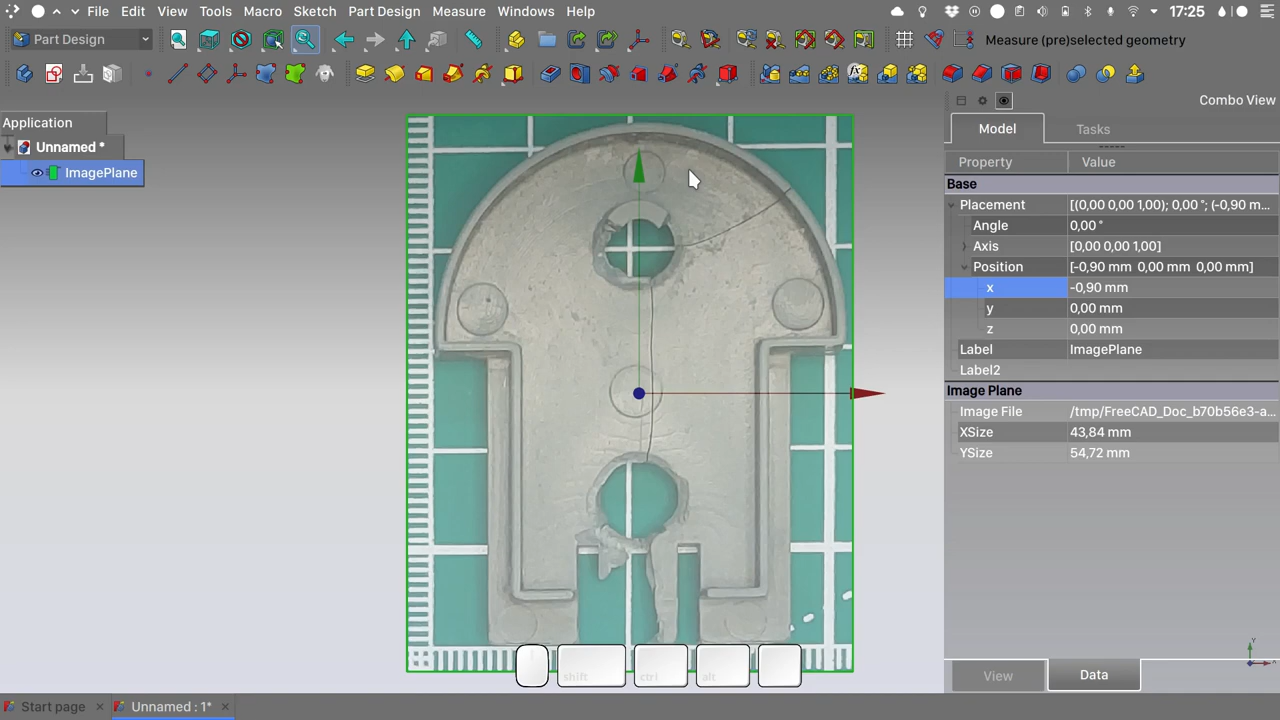 File Edit View Tools Macro Sketch Part Design Measure Windows Help 17:25
Part Design Measure (pre)selected geometry
Application
Combo View
Unnamed *
Model Tasks
ImagePlane
Property Value
Base
Placement [(0,00 0,00 1,00); 0,00 °; (-0,90 m...
Angle 0,00 °
Axis [0,00 0,00 1,00]
Position [-0,90 mm 0,00 mm 0,00 mm]
x -0,90 mm
y 0,00 mm
z 0,00 mm
Label ImagePlane
Label2
Image Plane
Image File /tmp/FreeCAD_Doc_b70b56e3-a...
XSize 43,84 mm
YSize 54,72 mm
shift ctrl alt
View Data
Start page Unnamed : 1*